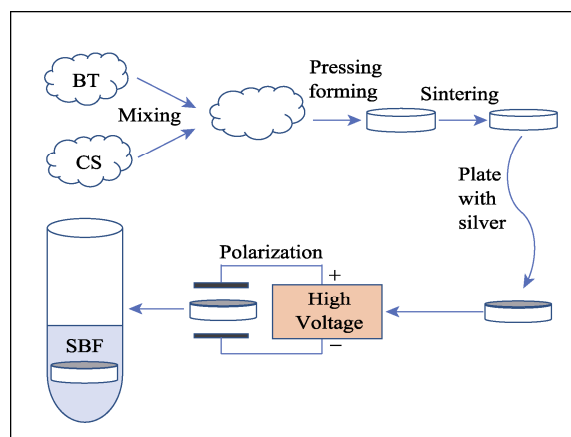 BT
CS
Mixing
Pressing
forming
Sintering
Plate
with
silver
Polarization
+
High
Voltage
−
SBF